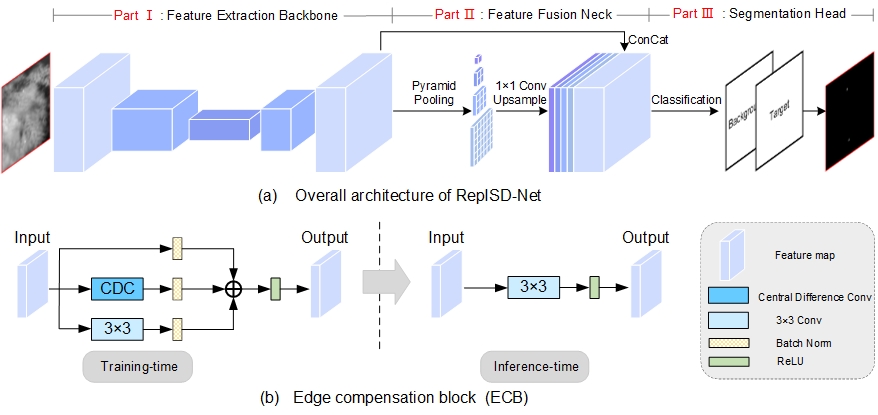 Part Ⅰ : Feature Extraction Backbone
Part Ⅱ : Feature Fusion Neck
Part Ⅲ : Segmentation Head
ConCat
Pyramid
Pooling
1×1 Conv
Upsample
Classification
Target
(a) Overall architecture of RepISD-Net
Input
Output
CDC
3×3
Training-time
Input
Output
3×3
Inference-time
Feature map
Central Difference Conv
3×3 Conv
Batch Norm
ReLU
(b) Edge compensation block (ECB)